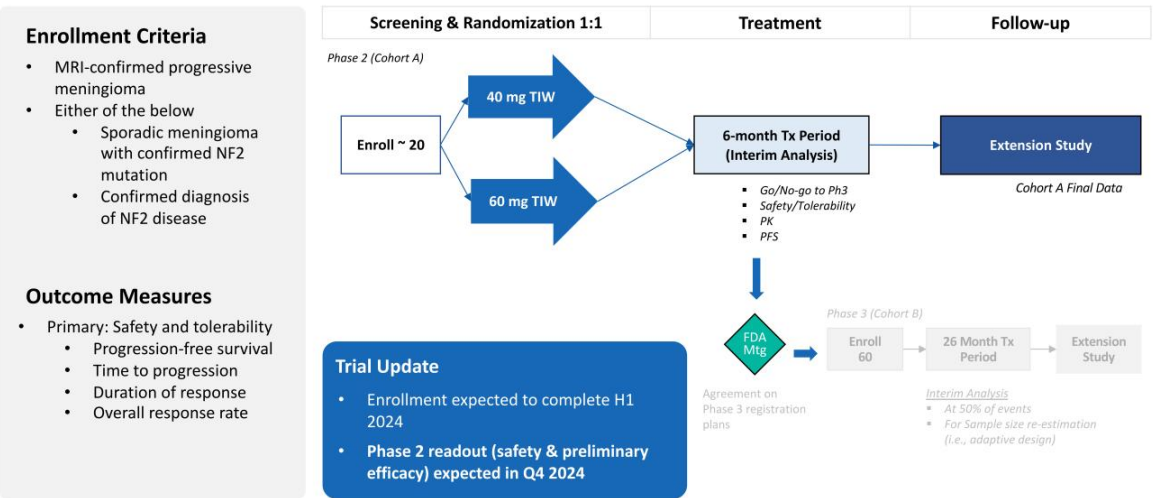 Enrollment Criteria
• MRI-confirmed progressive
meningioma
• Either of the below
• Sporadic meningioma
with confirmed NF2
mutation
• Confirmed diagnosis
of NF2 disease
Outcome Measures
• Primary: Safety and tolerability
• Progression-free survival
• Time to progression
• Duration of response
• Overall response rate
Screening & Randomization 1:1
Treatment
Follow-up
Phase 2 (Cohort A)
Enroll ~ 20
40 mg TIW
60 mg TIW
6-month Tx Period
(Interim Analysis)
▪ Go/No-go to Ph3
▪ Safety/Tolerability
▪ PK
▪ PFS
Extension Study
Cohort A Final Data
FDA
Mtg
Agreement on
Phase 3 registration
plans
Phase 3 (Cohort B)
Enroll
60
26 Month Tx
Period
Extension
Study
Interim Analysis
▪ At 50% of events
▪ For Sample size re-estimation
(i.e., adaptive design)
Trial Update
• Enrollment expected to complete H1
2024
• Phase 2 readout (safety & preliminary
efficacy) expected in Q4 2024